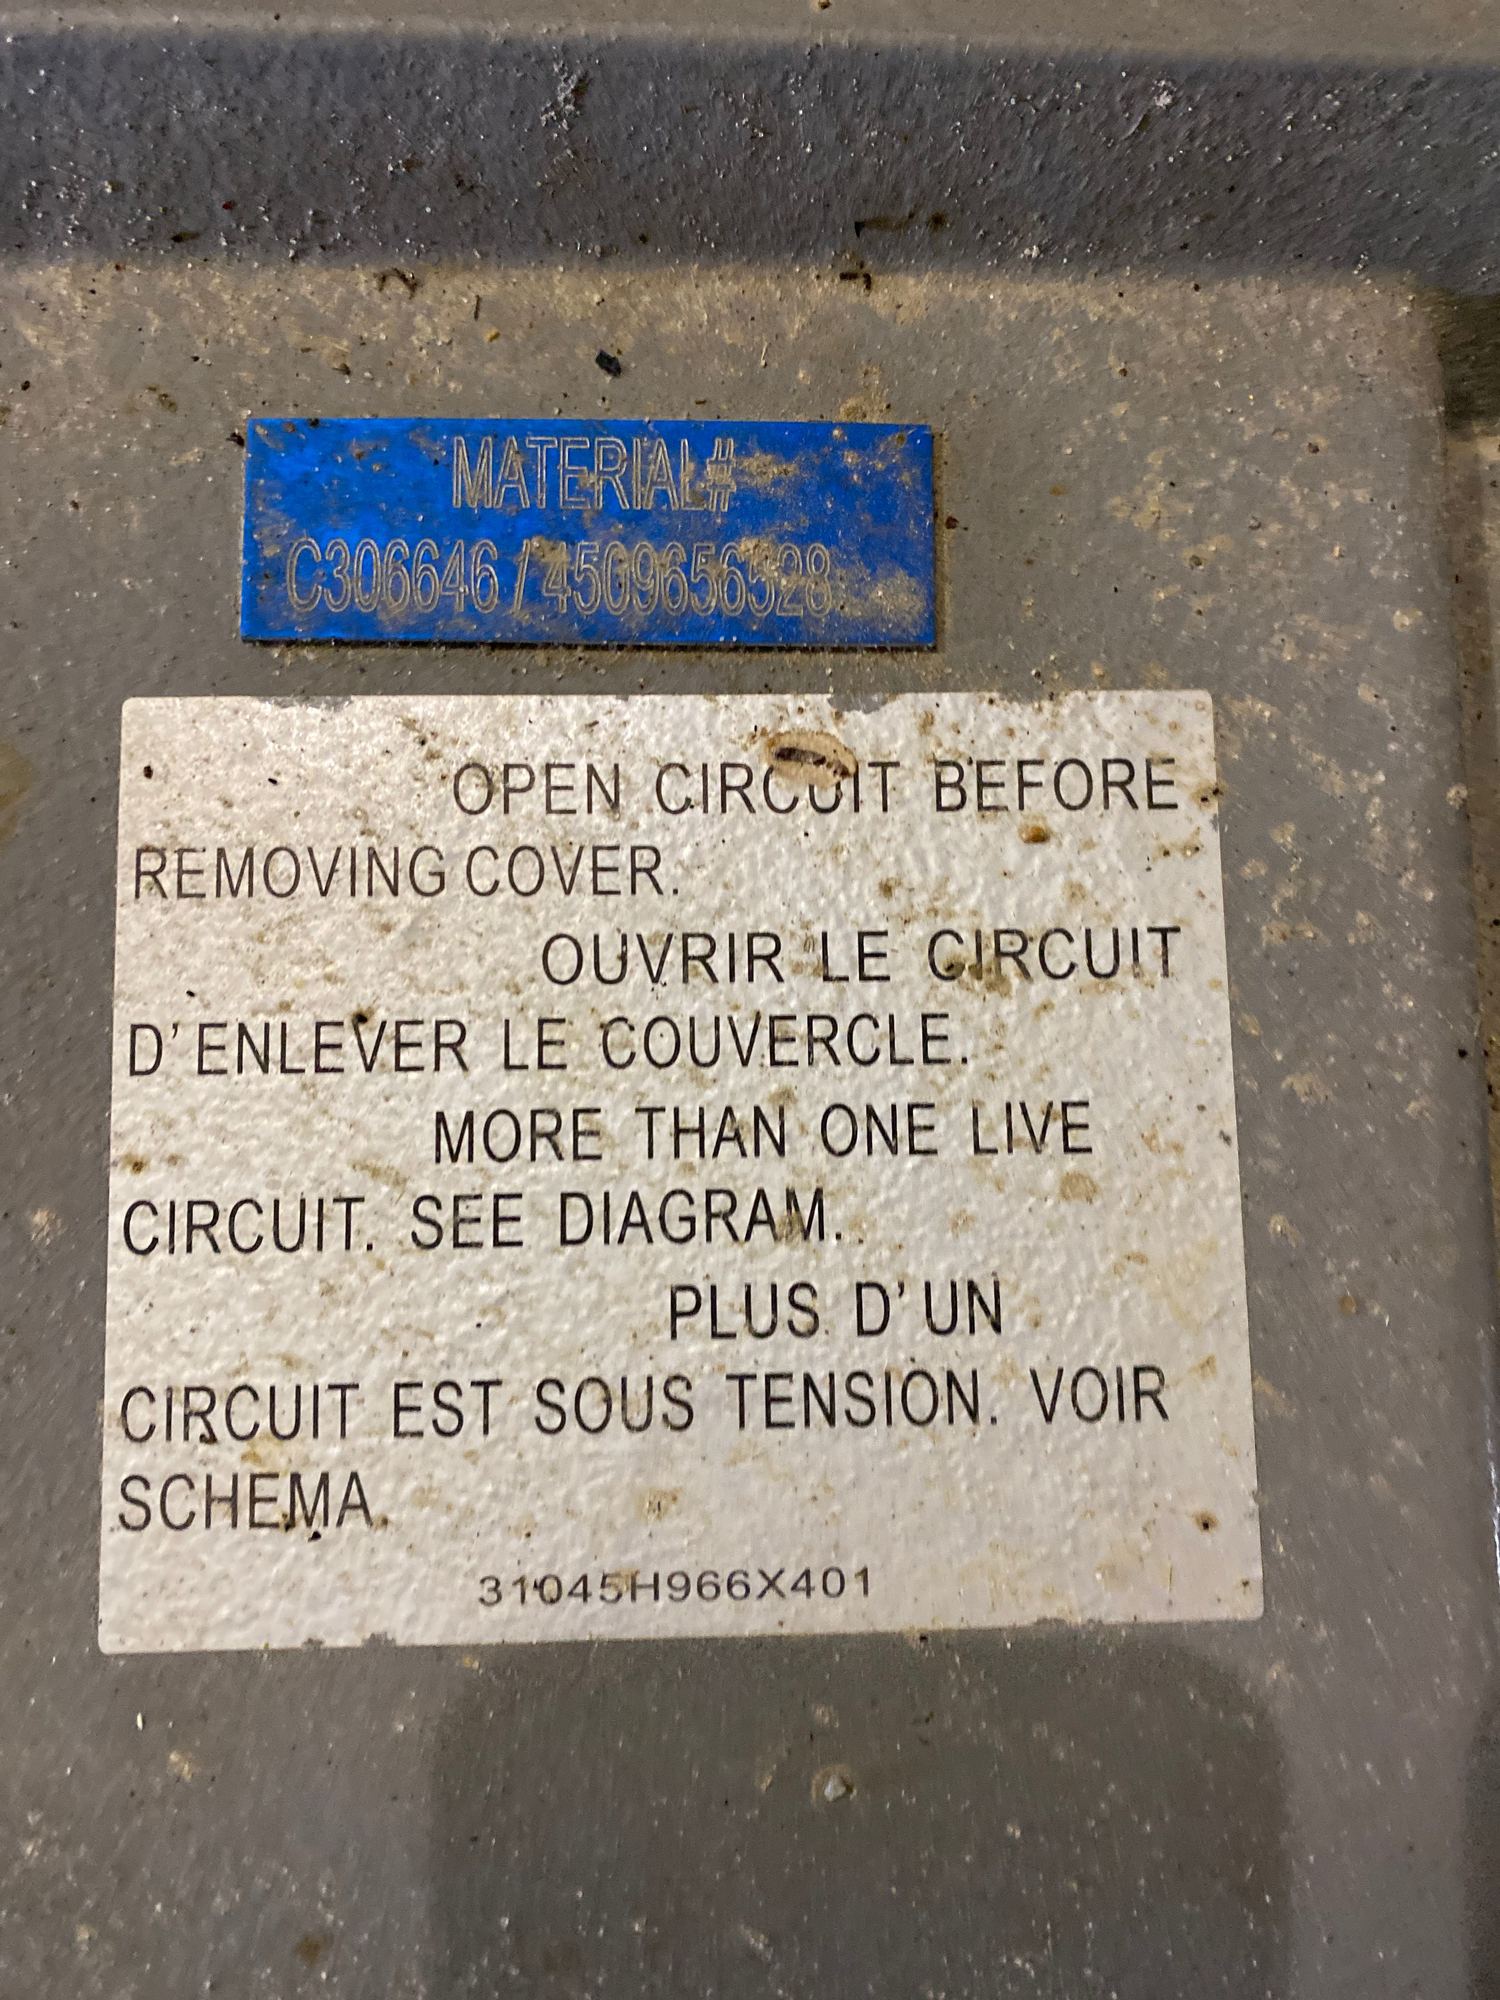 MATERIAL#
C306646 / 4509656528
OPEN CIRCUIT BEFORE
REMOVING COVER.
OUVRIR LE CIRCUIT
D'ENLEVER LE COUVERCLE.
MORE THAN ONE LIVE
CIRCUIT. SEE DIAGRAM.
PLUS D'UN
CIRCUIT EST SOUS TENSION. VOIR
SCHEMA.
31045H966X401